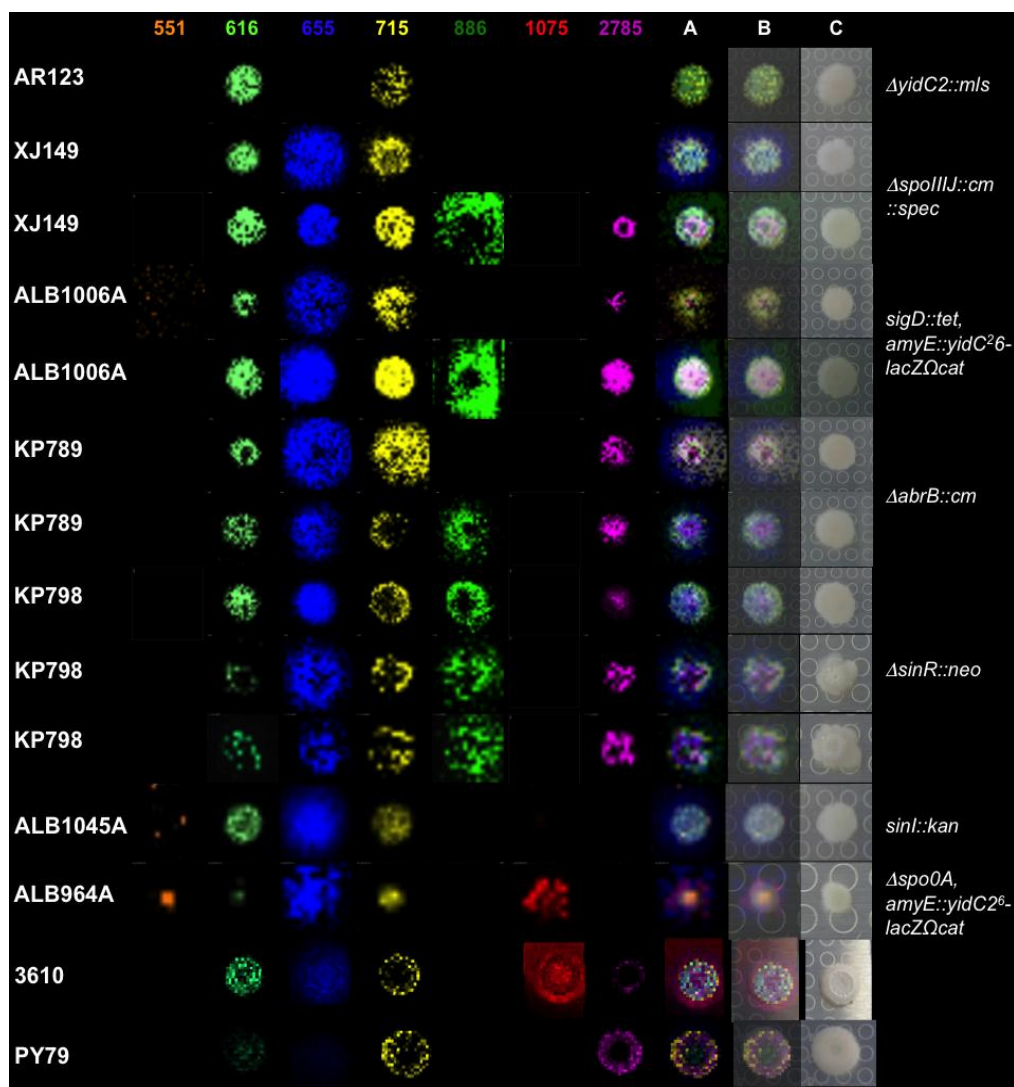 551 616 655 715 886 1075 2785 A B C
AR123 ΔyidC2::mls
XJ149
ΔspoIIIJ::cm
::spec
XJ149
ALB1006A
sigD::tet,
amyE::yidC²6-
lacZΩcat
ALB1006A
KP789
ΔabrB::cm
KP789
KP798
KP798 ΔsinR::neo
KP798
ALB1045A sinI::kan
ALB964A
Δspo0A,
amyE::yidC2⁶-
lacZΩcat
3610
PY79